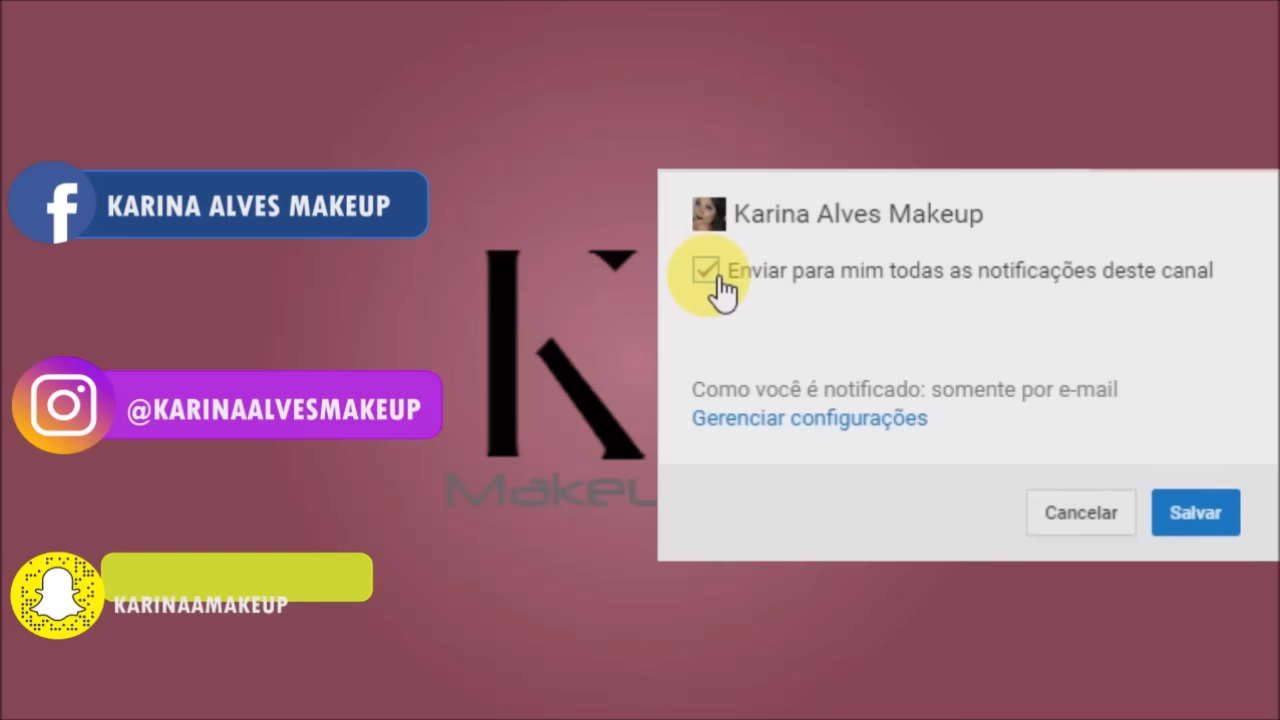 KARINA ALVES MAKEUP
@KARINAALVESMAKEUP
KARINAAMAKEUP
K
Makeu
Karina Alves Makeup
Enviar para mim todas as notificações deste canal
Como você é notificado: somente por e-mail
Gerenciar configurações
Cancelar
Salvar